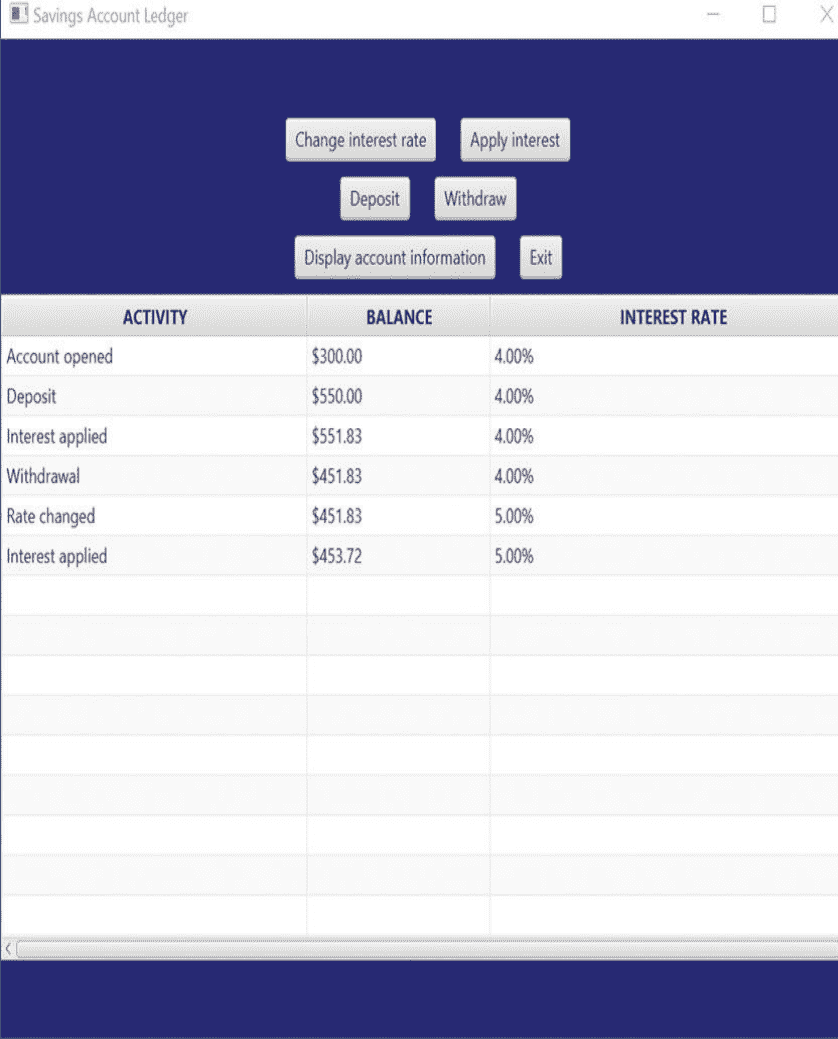 Savings Account Ledger
Change interest rate Apply interest
Deposit Withdraw
Display account information Exit
ACTIVITY BALANCE INTEREST RATE
Account opened $300.00 4.00%
Deposit $550.00 4.00%
Interest applied $551.83 4.00%
Withdrawal $451.83 4.00%
Rate changed $451.83 5.00%
Interest applied $453.72 5.00%